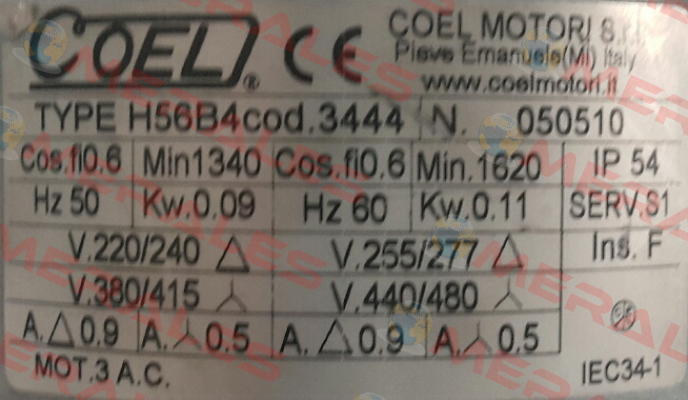 COEL ® CE COEL MOTORI S.r.l.
Pieve Emanuele(Mi) Italy
www.coelmotori.it
TYPE H56B4cod.3444 N. 050510
Cos.fi0.6 Min1340 Cos.fi0.6 Min.1620 IP 54
Hz 50 Kw.0.09 Hz 60 Kw.0.11 SERV.S1
V.220/240 △ V.255/277 △ Ins. F
V.380/415 ⅄ V.440/480 ⅄
A.△0.9 A.⅄0.5 A.△0.9 A.⅄0.5
MOT.3 A.C. IEC34-1
MERALES